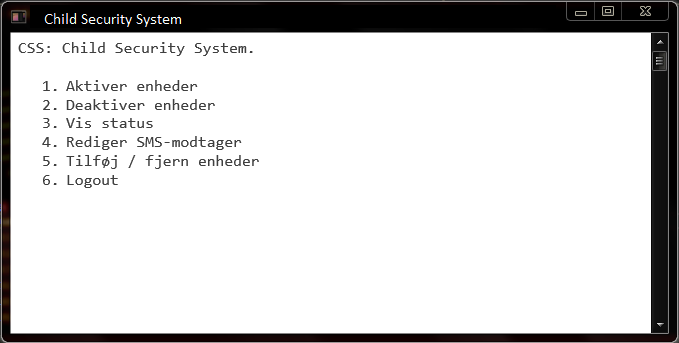 Child Security System
CSS: Child Security System.
1. Aktiver enheder
2. Deaktiver enheder
3. Vis status
4. Rediger SMS-modtager
5. Tilføj / fjern enheder
6. Logout